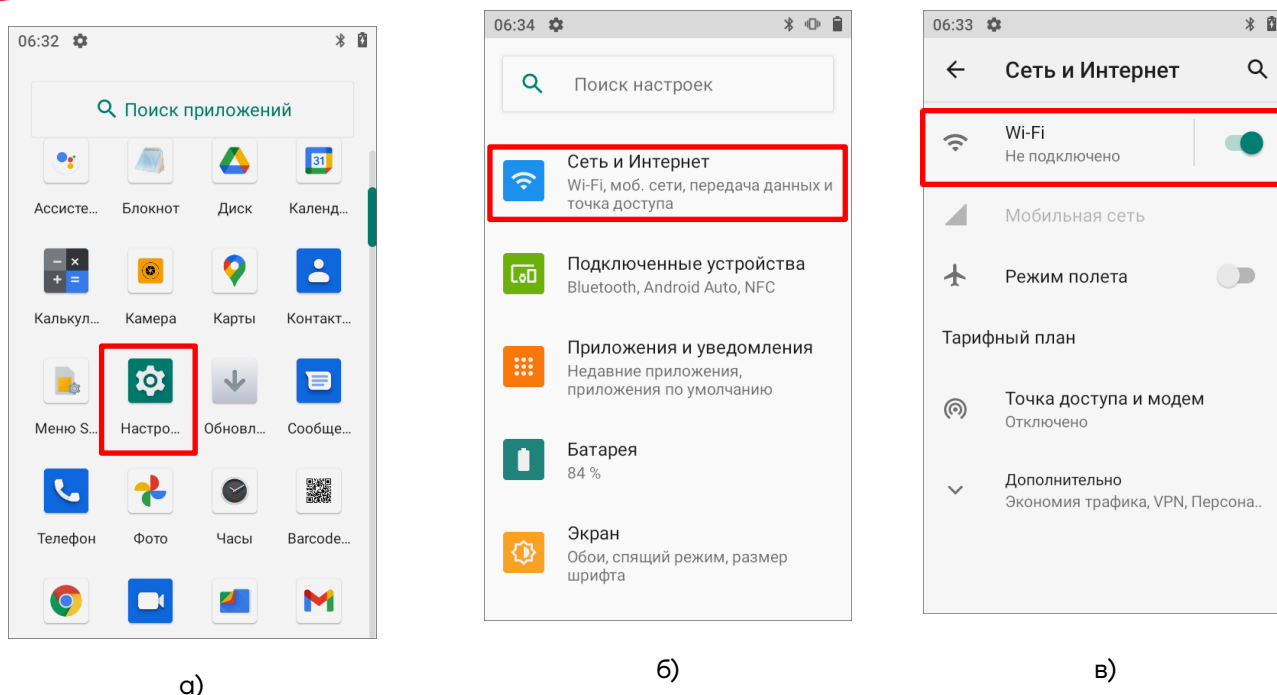 06:32
Поиск приложений
31
Ассисте...
Блокнот
Диск
Календ...
Калькул...
Камера
Карты
Контакт...
Меню S...
Настро...
Обновл...
Сообще...
Телефон
Фото
Часы
Barcode...
а)
06:34
Поиск настроек
Сеть и Интернет
Wi-Fi, моб. сети, передача данных и
точка доступа
Подключенные устройства
Bluetooth, Android Auto, NFC
Приложения и уведомления
Недавние приложения,
приложения по умолчанию
Батарея
84 %
Экран
Обои, спящий режим, размер
шрифта
б)
06:33
Сеть и Интернет
Wi-Fi
Не подключено
Мобильная сеть
Режим полета
Тарифный план
Точка доступа и модем
Отключено
Дополнительно
Экономия трафика, VPN, Персона..
в)